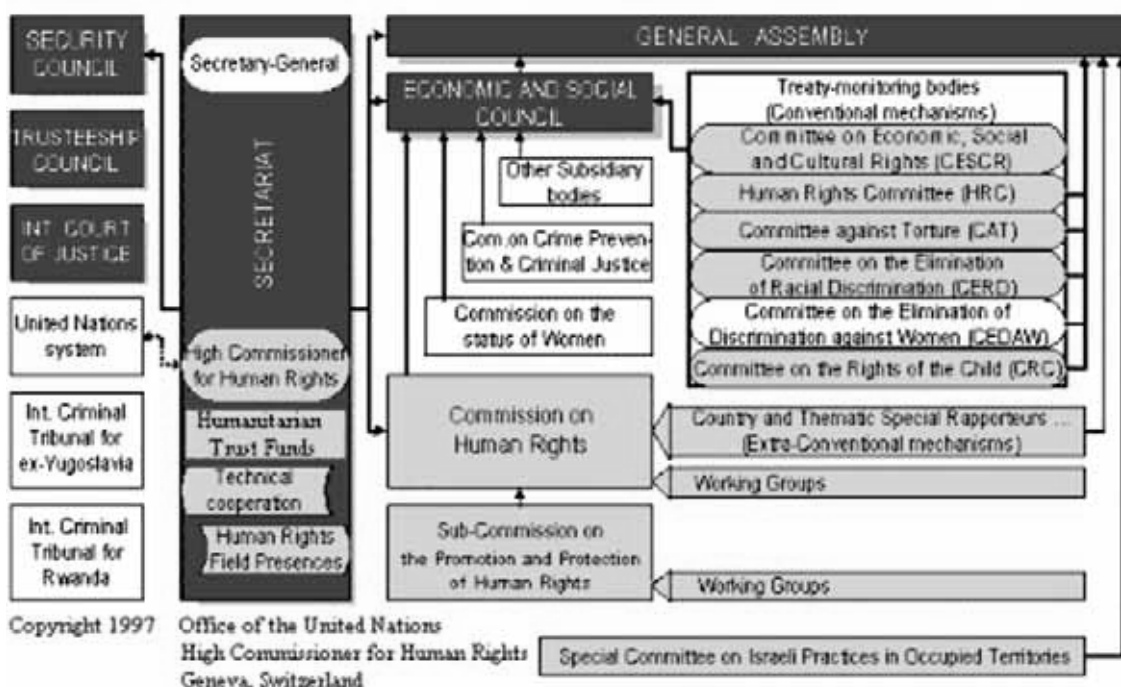 SECURITY
COUNCIL
TRUSTEESHIP
COUNCIL
INT. COURT
OF JUSTICE
United Nations
system
Int. Criminal
Tribunal for
ex-Yugoslavia
Int. Criminal
Tribunal for
Rwanda
Secretary-General
SECRETARIAT
High Commissioner
for Human Rights
Humanitarian
Trust Funds
Technical
cooperation
Human Rights
Field Presences
GENERAL ASSEMBLY
ECONOMIC AND SOCIAL
COUNCIL
Other Subsidiary
bodies
Com.on Crime Preven-
tion & Criminal Justice
Commission on the
status of Women
Commission on
Human Rights
Sub-Commission on
the Promotion and Protection
of Human Rights
Treaty-monitoring bodies
(Conventional mechanisms)
Committee on Economic, Social
and Cultural Rights (CESCR)
Human Rights Committee (HRC)
Committee against Torture (CAT)
Committee on the Elimination
of Racial Discrimination (CERD)
Committee on the Elimination of
Discrimination against Women (CEDAW)
Committee on the Rights of the Child (CRC)
Country and Thematic Special Rapporteurs ...
(Extra-Conventional mechanisms)
Working Groups
Working Groups
Special Committee on Israeli Practices in Occupied Territories
Copyright 1997
Office of the United Nations
High Commissioner for Human Rights
Geneva, Switzerland